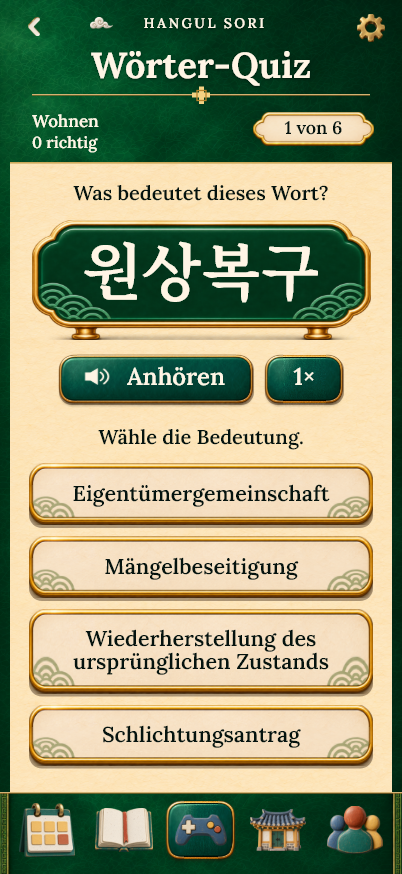 HANGUL SORI
Wörter-Quiz
Wohnen
0 richtig
1 von 6
Was bedeutet dieses Wort?
원상복구
Anhören
1×
Wähle die Bedeutung.
Eigentümergemeinschaft
Mängelbeseitigung
Wiederherstellung des
ursprünglichen Zustands
Schlichtungsantrag